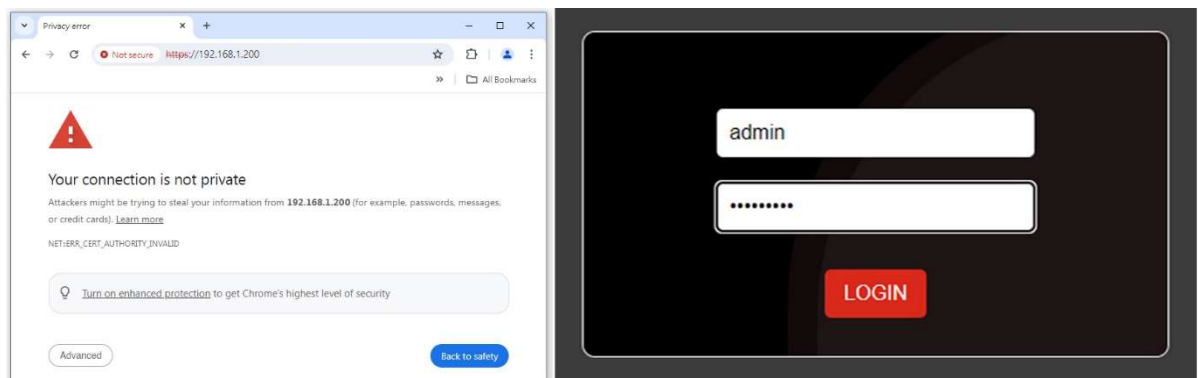 Privacy error
Not secure https://192.168.1.200
All Bookmarks
Your connection is not private
Attackers might be trying to steal your information from 192.168.1.200 (for example, passwords, messages,
or credit cards). Learn more
NET::ERR_CERT_AUTHORITY_INVALID
Turn on enhanced protection to get Chrome's highest level of security
Advanced
Back to safety
admin
•••••••••
LOGIN